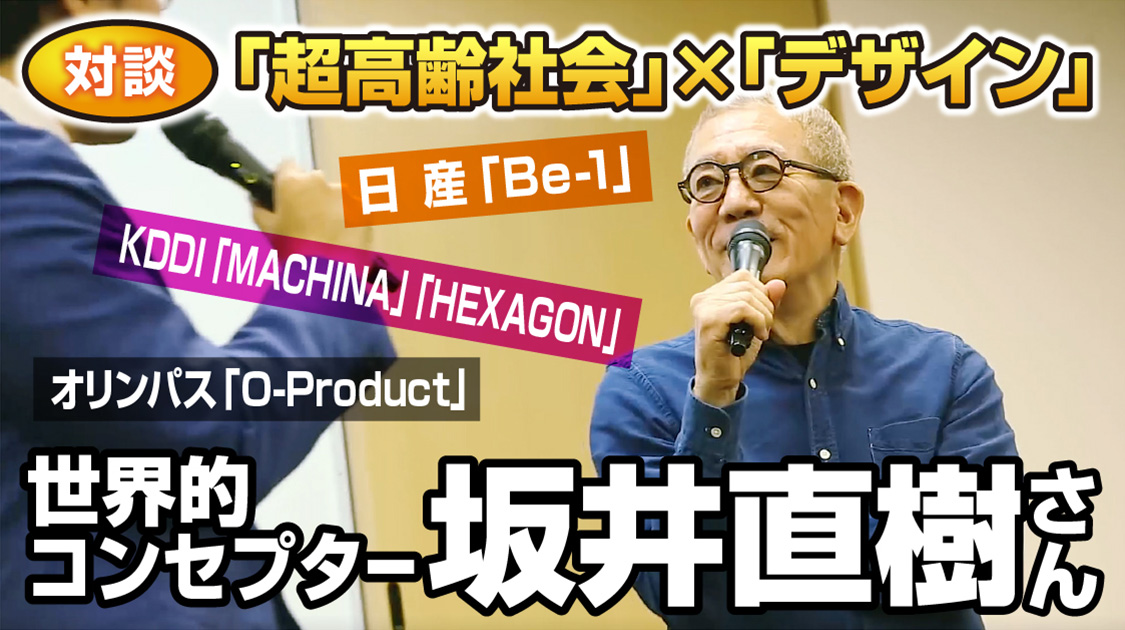 対談
「超高齢社会」×「デザイン」
日産「Be-1」
KDDI「MACHINA」「HEXAGON」
オリンパス「O-Product」
世界的
コンセプター
坂井直樹さん